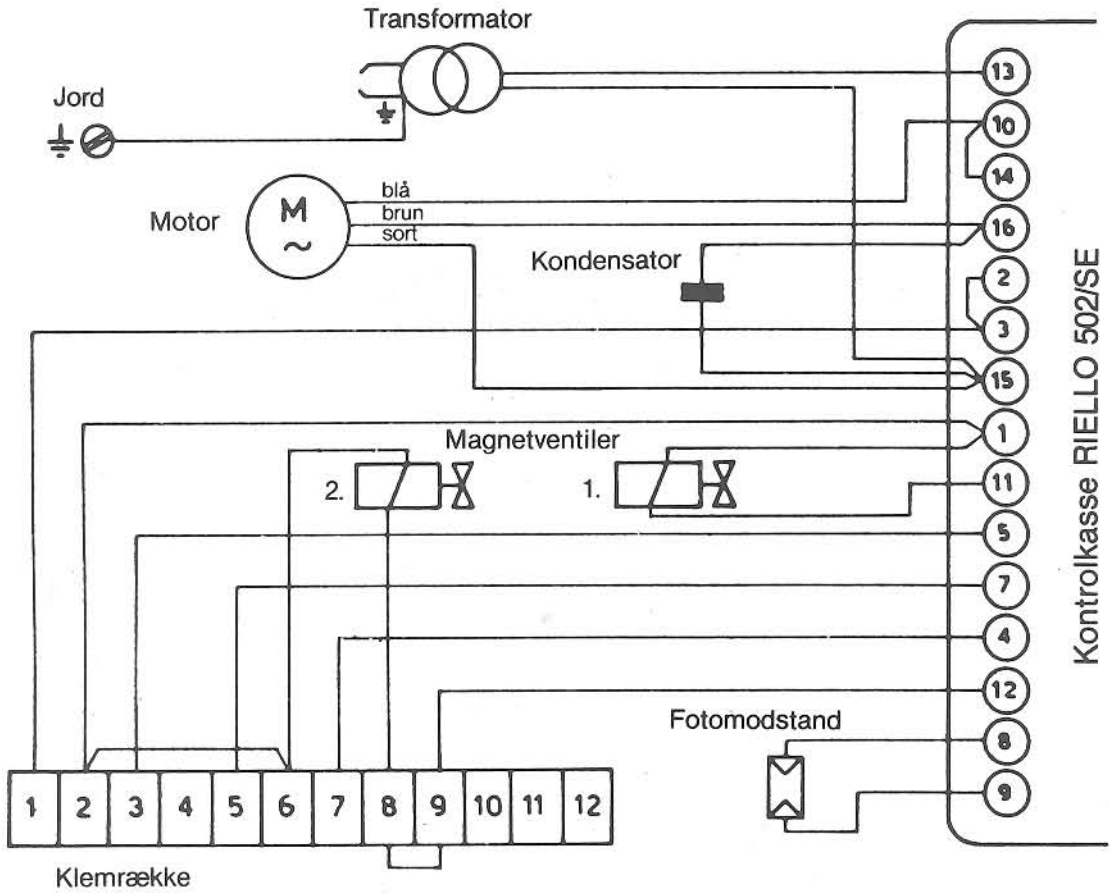 Transformator
13
Jord
10
14
blå
Motor
M
~
brun
16
sort
Kondensator
2
3
15
1
Magnetventiler
2.
1.
11
5
7
4
12
Fotomodstand
8
9
Kontrolkasse RIELLO 502/SE
1 2 3 4 5 6 7 8 9 10 11 12
Klemrække